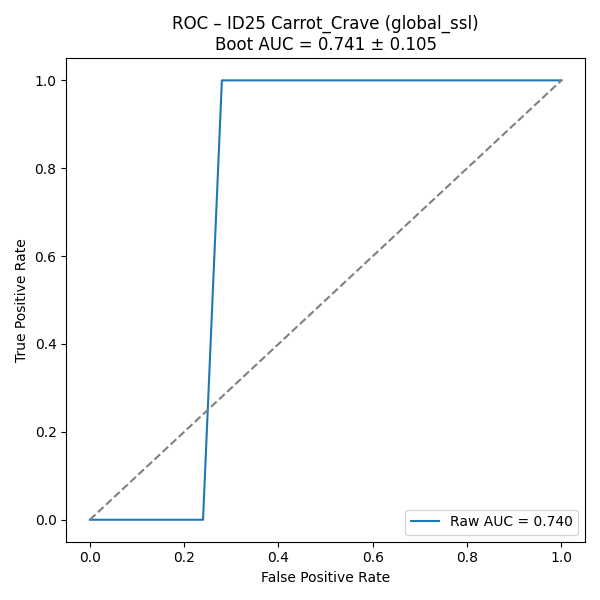 ROC – ID25 Carrot_Crave (global_ssl)
Boot AUC = 0.741 ± 0.105
True Positive Rate
1.0
0.8
0.6
0.4
0.2
0.0
Raw AUC = 0.740
0.0 0.2 0.4 0.6 0.8 1.0
False Positive Rate